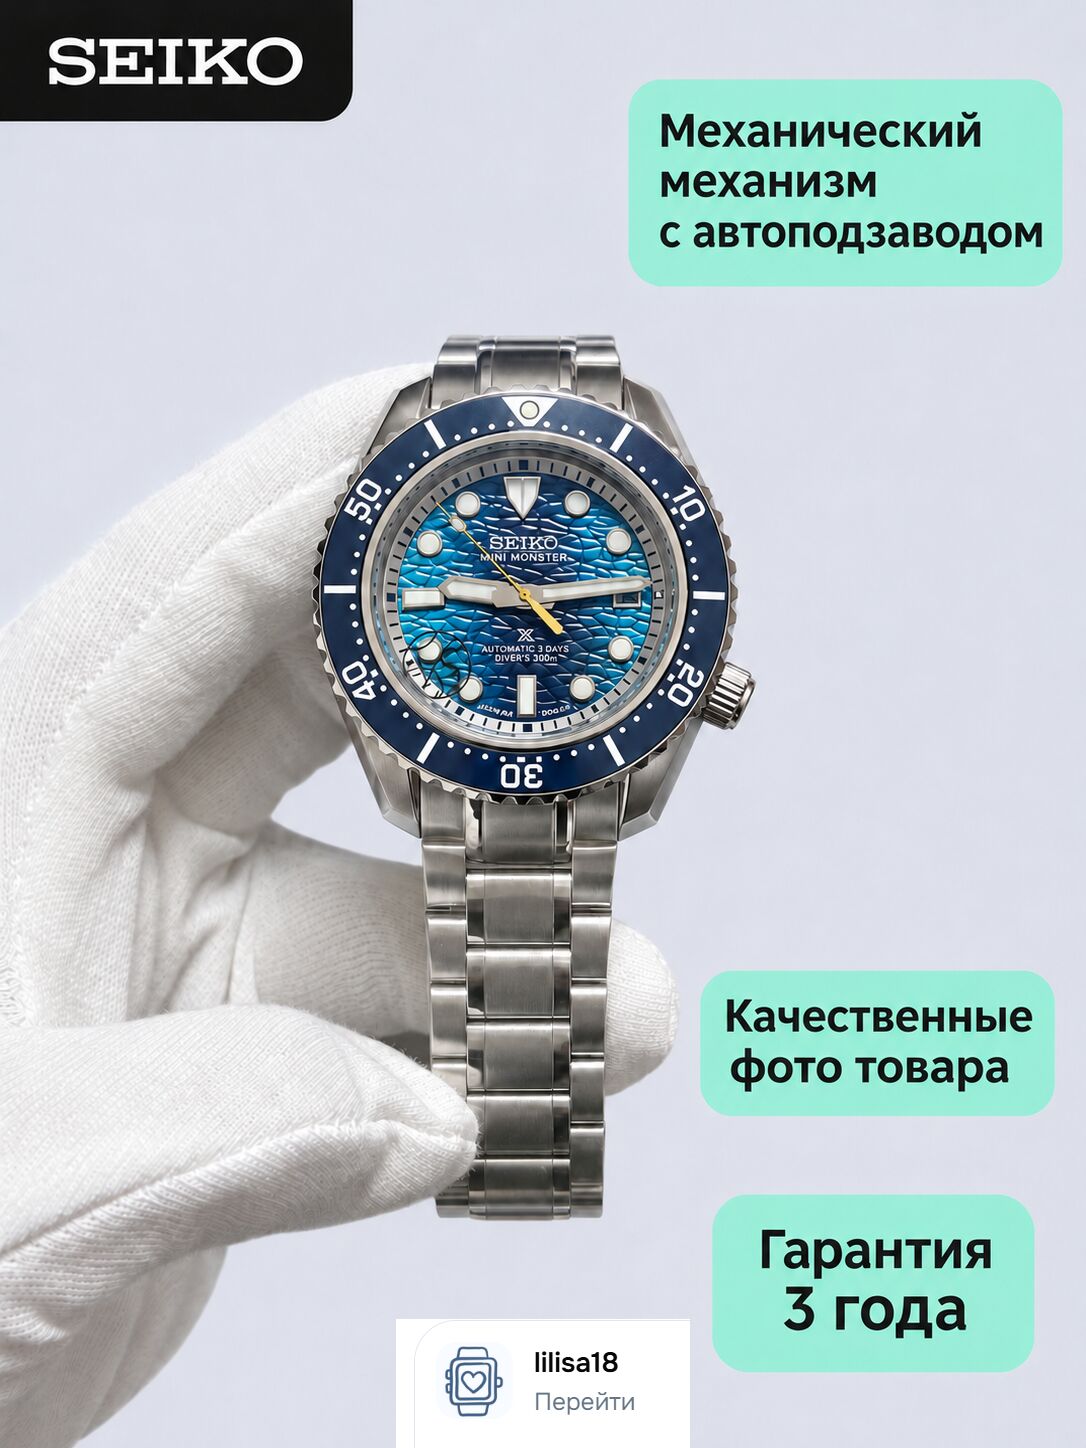 SEIKO
Механический
механизм
с автоподзаводом
50
10
SEIKO
MINI MONSTER
AUTOMATIC 3 DAYS
DIVER'S 300m
40
20
30
Качественные
фото товара
Гарантия
3 года
lilisa18
Перейти